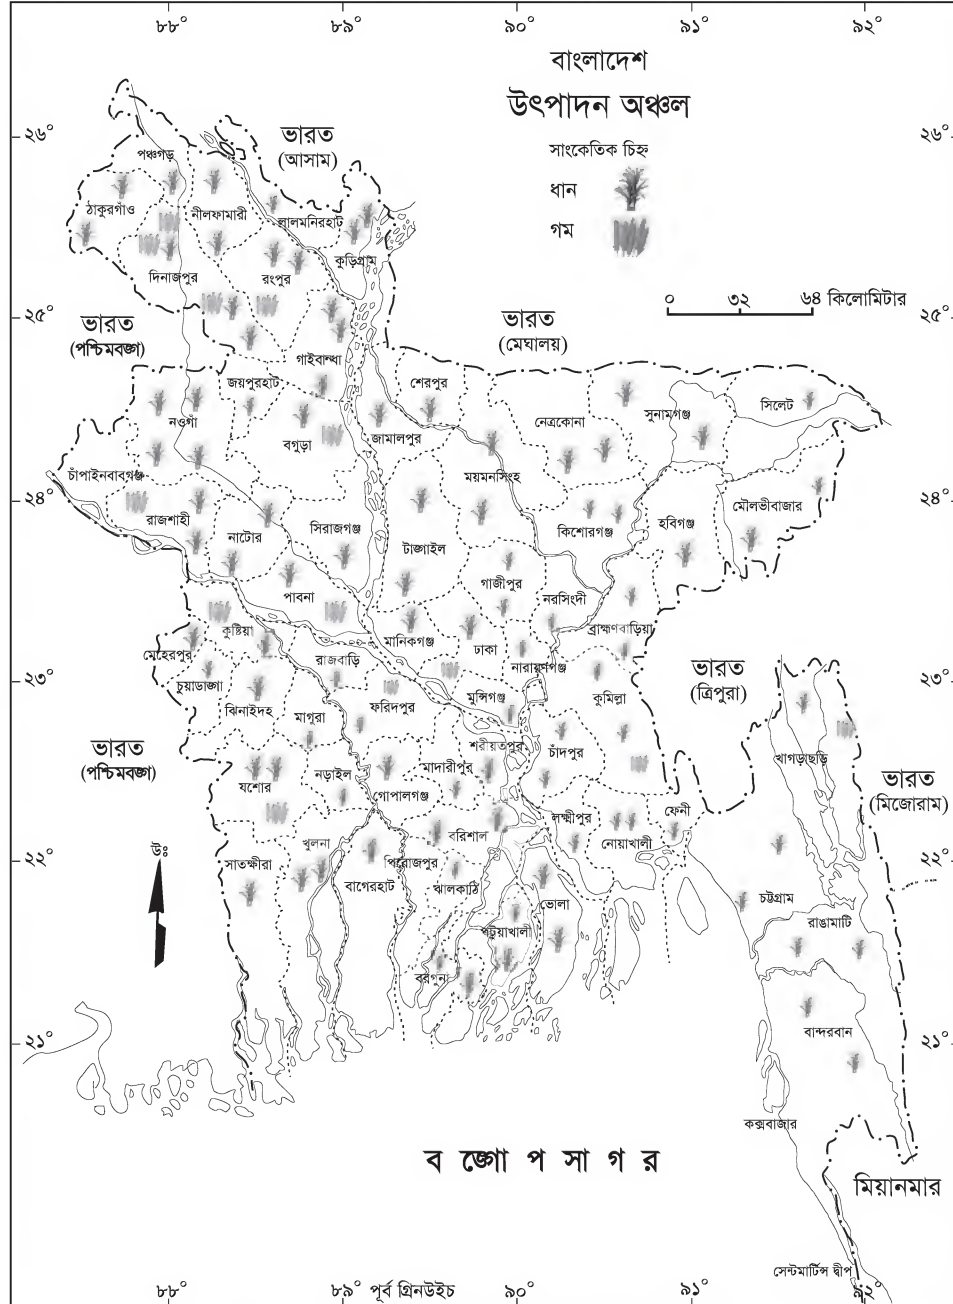 ৮৮° ৮৯° ৯০° ৯১° ৯২°
বাংলাদেশ
উৎপাদন অঞ্চল
সাংকেতিক চিহ্ন
ধান
গম
০ ৩২ ৬৪ কিলোমিটার
২৬° ২৬°
ভারত
(আসাম)
পঞ্চগড়
ঠাকুরগাঁও
নীলফামারী
লালমনিরহাট
কুড়িগ্রাম
দিনাজপুর
রংপুর
২৫° ২৫°
ভারত
(পশ্চিমবঙ্গ)
ভারত
(মেঘালয়)
গাইবান্ধা
জয়পুরহাট
শেরপুর
নওগাঁ
বগুড়া
জামালপুর
নেত্রকোনা
সুনামগঞ্জ
সিলেট
চাঁপাইনবাবগঞ্জ
ময়মনসিংহ
২৪° ২৪°
রাজশাহী
নাটোর
সিরাজগঞ্জ
টাঙ্গাইল
কিশোরগঞ্জ
হবিগঞ্জ
মৌলভীবাজার
পাবনা
গাজীপুর
নরসিংদী
কুষ্টিয়া
মানিকগঞ্জ
ঢাকা
ব্রাহ্মণবাড়িয়া
মেহেরপুর
রাজবাড়ি
নারায়ণগঞ্জ
২৩° ২৩°
চুয়াডাঙ্গা
ঝিনাইদহ
মাগুরা
ফরিদপুর
মুন্সিগঞ্জ
কুমিল্লা
ভারত
(ত্রিপুরা)
ভারত
(পশ্চিমবঙ্গ)
শরীয়তপুর
চাঁদপুর
খাগড়াছড়ি
যশোর
নড়াইল
মাদারীপুর
গোপালগঞ্জ
ভারত
(মিজোরাম)
লক্ষ্মীপুর
ফেনী
নোয়াখালী
বরিশাল
খুলনা
উঃ
২২° ২২°
সাতক্ষীরা
বাগেরহাট
পিরোজপুর
ঝালকাঠি
ভোলা
চট্টগ্রাম
রাঙামাটি
পটুয়াখালী
বরগুনা
বান্দরবান
২১° ২১°
কক্সবাজার
ব ঙ্গো প সা গ র
মিয়ানমার
সেন্টমার্টিন্স দ্বীপ
৮৮° ৮৯° পূর্ব গ্রিনউইচ ৯০° ৯১° ৯২°